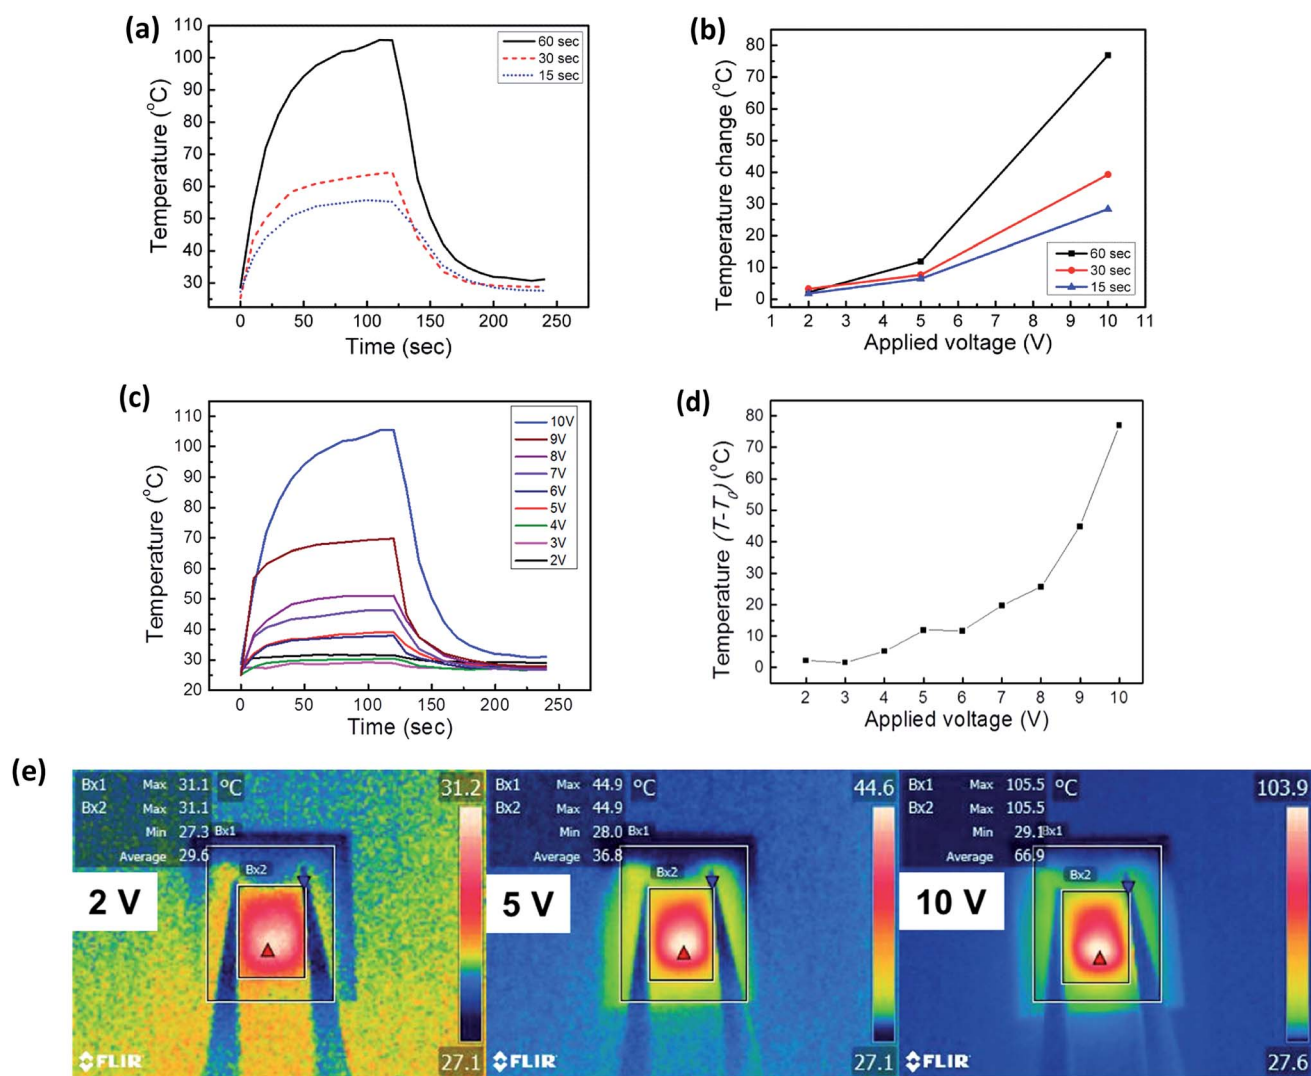 (a)
110
100
90
80
70
60
50
40
30
0 50 100 150 200 250
Temperature (°C)
Time (sec)
60 sec
30 sec
15 sec
(b)
80
70
60
50
40
30
20
10
0
1 2 3 4 5 6 7 8 9 10 11
Temperature change (°C)
Applied voltage (V)
60 sec
30 sec
15 sec
(c)
110
100
90
80
70
60
50
40
30
20
0 50 100 150 200 250
Temperature (°C)
Time (sec)
10V
9V
8V
7V
6V
5V
4V
3V
2V
(d)
80
70
60
50
40
30
20
10
0
2 3 4 5 6 7 8 9 10
Temperature (T-T0) (°C)
Applied voltage (V)
(e)
Bx1 Max 31.1 °C 31.2
Bx2 Max 31.1
Min 27.3
Average 29.6
Bx1
Bx2
2 V
FLIR 27.1
Bx1 Max 44.9 °C 44.6
Bx2 Max 44.9
Min 28.0
Average 36.8
Bx1
Bx2
5 V
FLIR 27.1
Bx1 Max 105.5 °C 103.9
Bx2 Max 105.5
Min 29.1
Average 66.9
Bx1
Bx2
10 V
FLIR 27.6